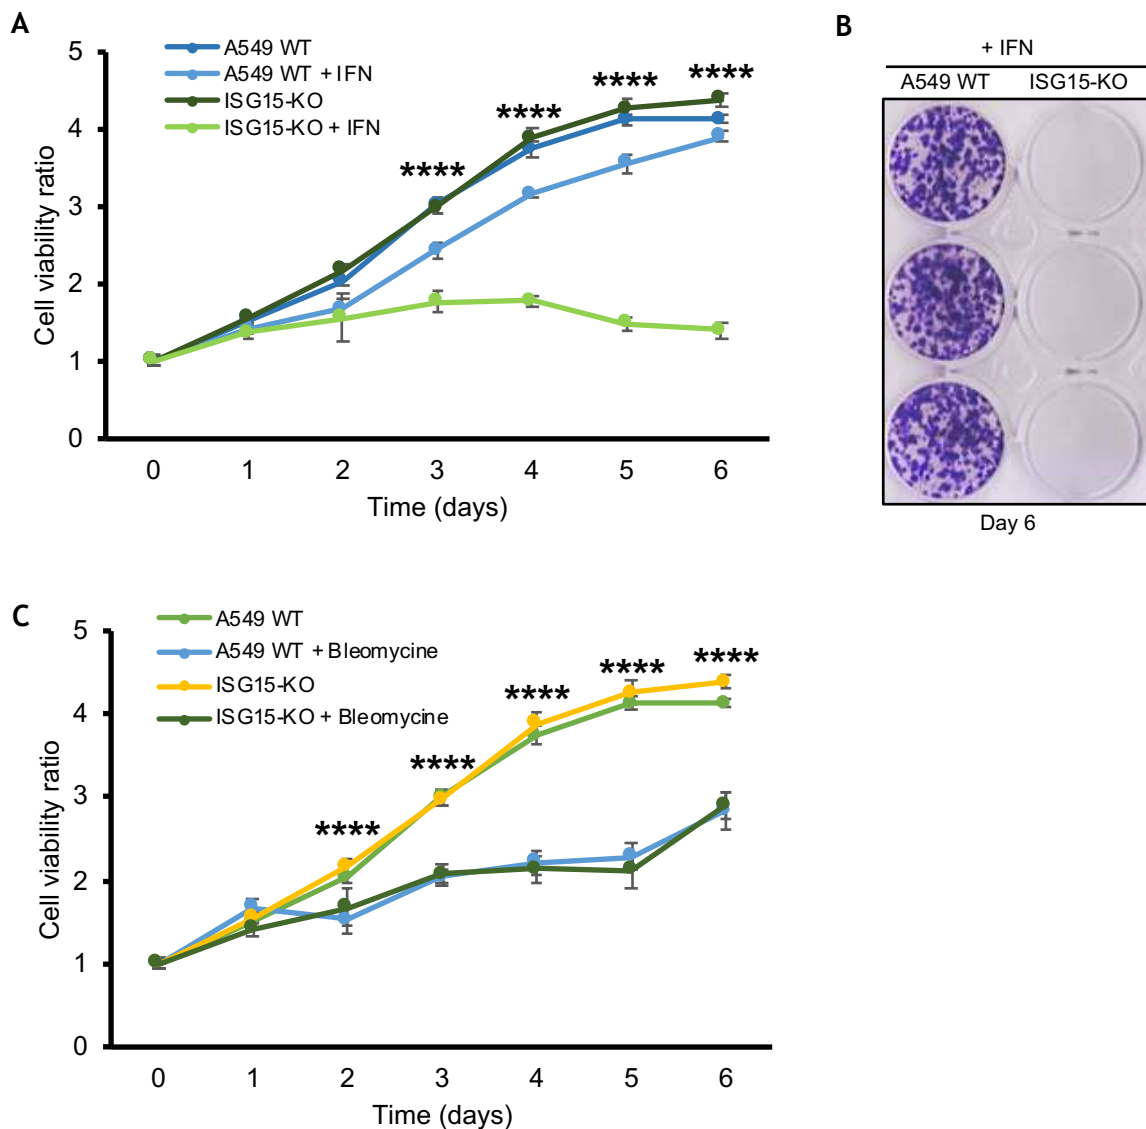 A
A549 WT
A549 WT + IFN
ISG15-KO
ISG15-KO + IFN
5
4
3
2
1
0
****
****
****
****
Cell viability ratio
0 1 2 3 4 5 6
Time (days)
B
+ IFN
A549 WT ISG15-KO
Day 6
C
A549 WT
A549 WT + Bleomycine
ISG15-KO
ISG15-KO + Bleomycine
5
4
3
2
1
0
****
****
****
****
****
Cell viability ratio
0 1 2 3 4 5 6
Time (days)